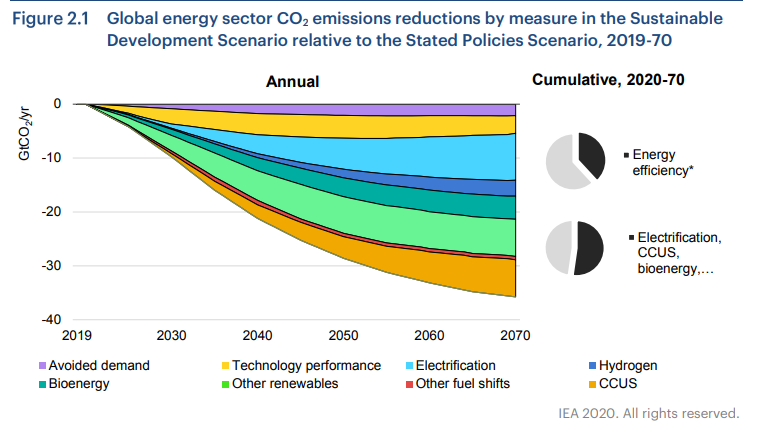 Figure 2.1 Global energy sector CO₂ emissions reductions by measure in the Sustainable
Development Scenario relative to the Stated Policies Scenario, 2019-70
Annual
Cumulative, 2020-70
GtCO₂/yr
0
-10
-20
-30
-40
2019 2030 2040 2050 2060 2070
Energy
efficiency*
Electrification,
CCUS,
bioenergy,…
Avoided demand Technology performance Electrification Hydrogen
Bioenergy Other renewables Other fuel shifts CCUS
IEA 2020. All rights reserved.